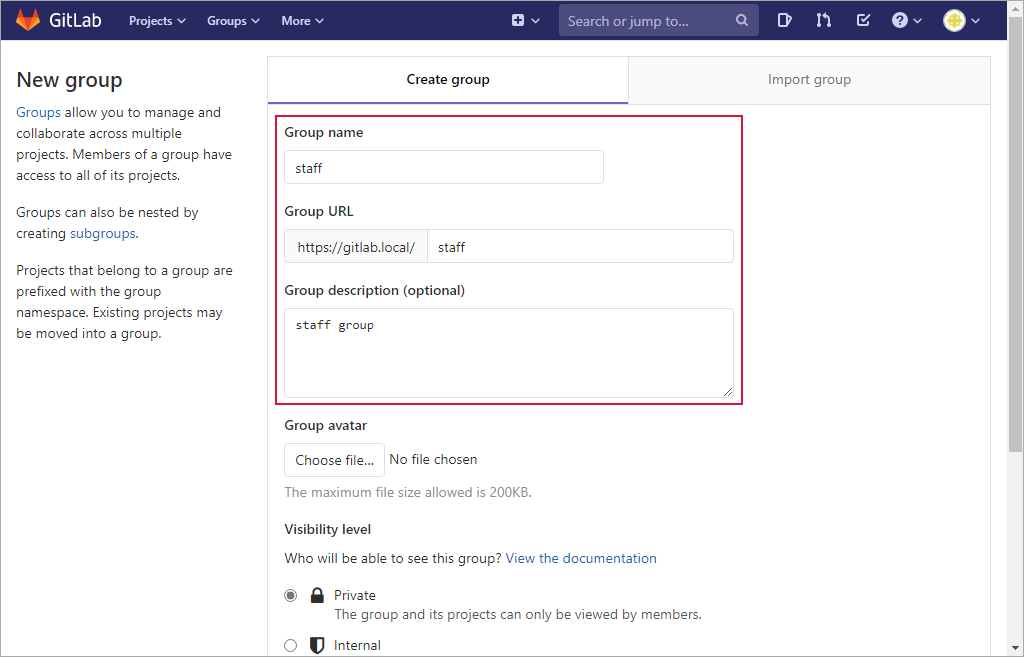 GitLab Projects Groups More Search or jump to...
New group
Groups allow you to manage and
collaborate across multiple
projects. Members of a group have
access to all of its projects.
Groups can also be nested by
creating subgroups.
Projects that belong to a group are
prefixed with the group
namespace. Existing projects may
be moved into a group.
Create group Import group
Group name
staff
Group URL
https://gitlab.local/ staff
Group description (optional)
staff group
Group avatar
Choose file... No file chosen
The maximum file size allowed is 200KB.
Visibility level
Who will be able to see this group? View the documentation
Private
The group and its projects can only be viewed by members.
Internal